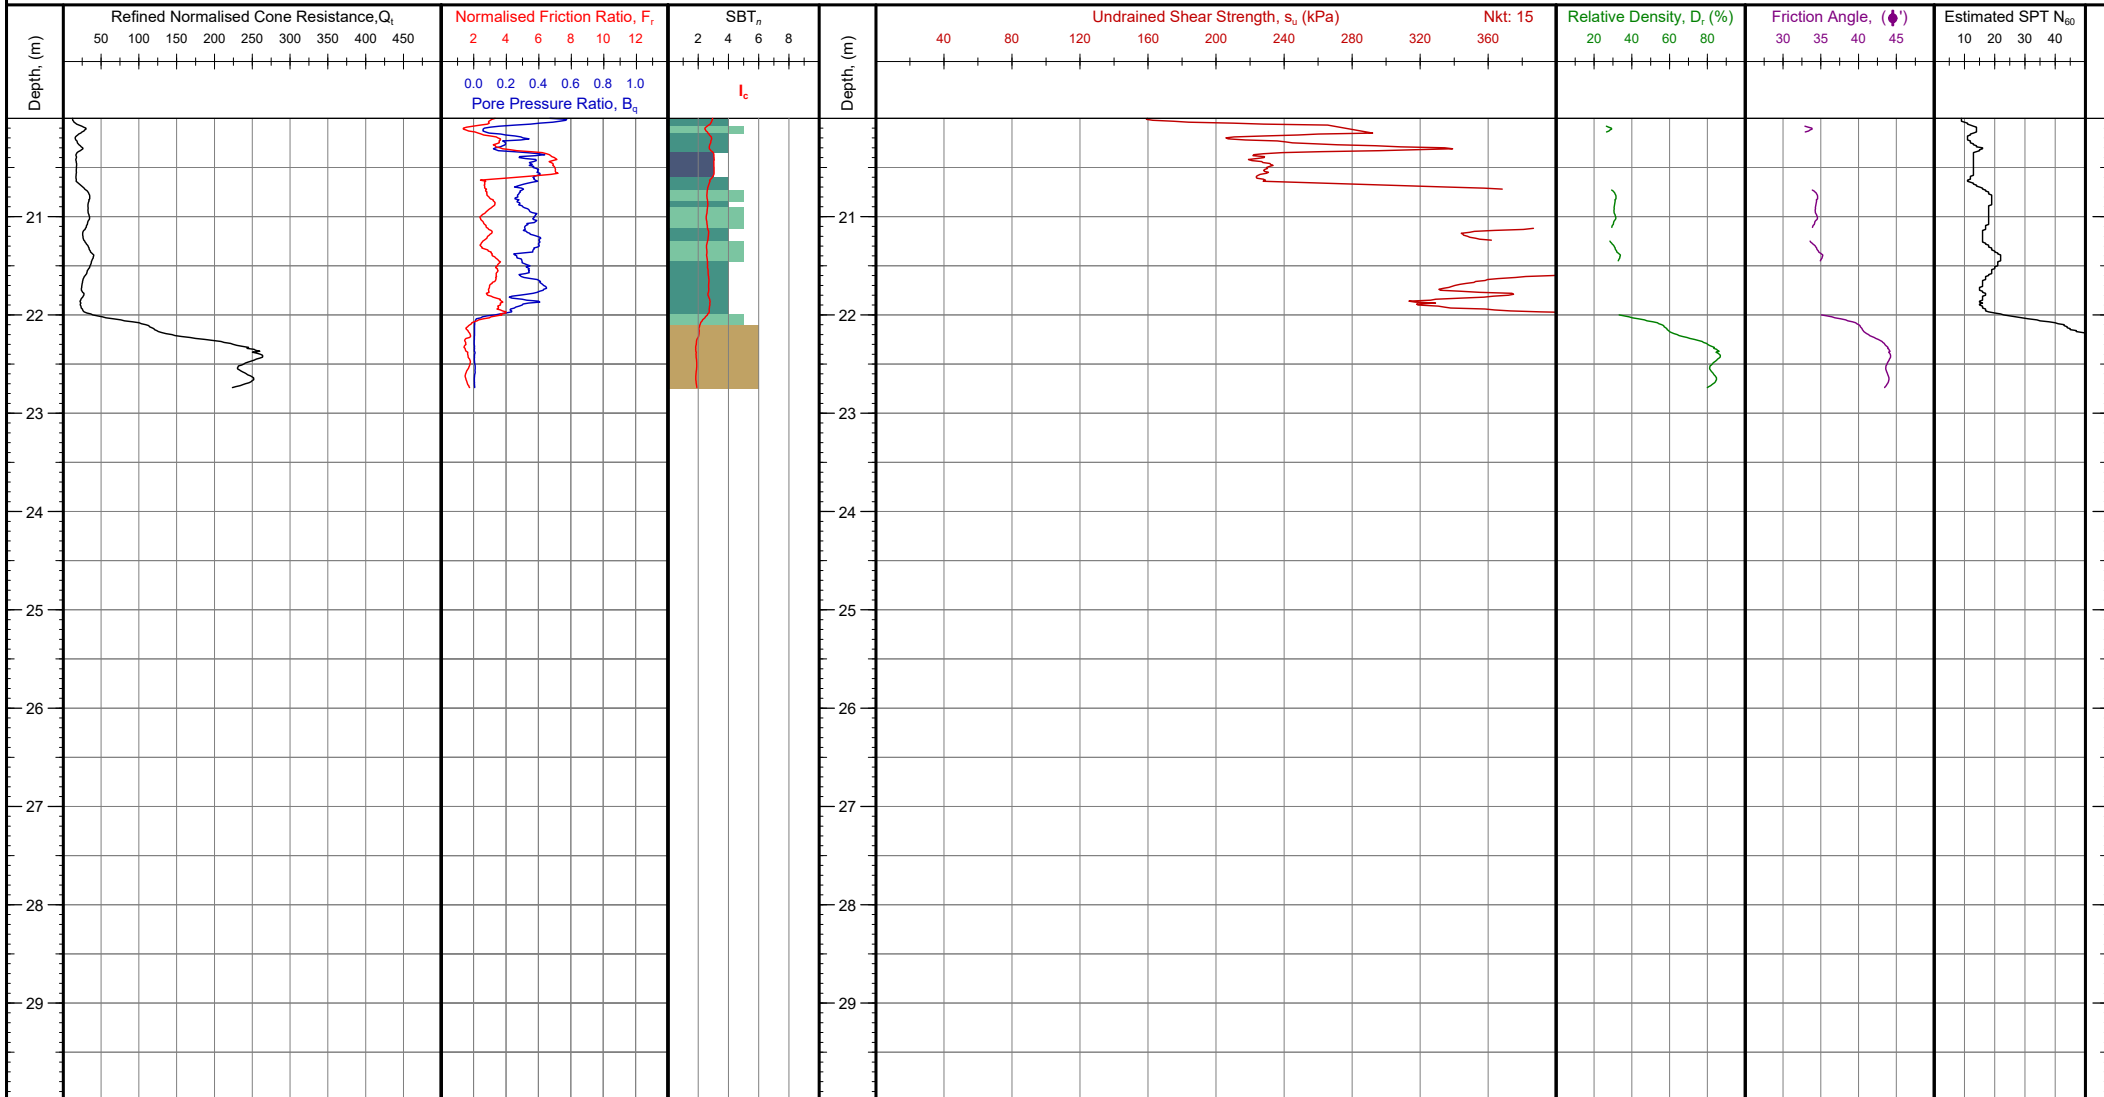 Refined Normalised Cone Resistance,Qt
Normalised Friction Ratio, Fr
SBTn
Undrained Shear Strength, su (kPa)
Nkt: 15
Relative Density, Dr (%)
Friction Angle, (ϕ')
Estimated SPT N60
50 100 150 200 250 300 350 400 450
2 4 6 8 10 12
2 4 6 8
40 80 120 160 200 240 280 320 360
20 40 60 80
30 35 40 45
10 20 30 40
Depth, (m)
0.0 0.2 0.4 0.6 0.8 1.0
Pore Pressure Ratio, Bq
Ic
Depth, (m)
21 21
22 22
23 23
24 24
25 25
26 26
27 27
28 28
29 29